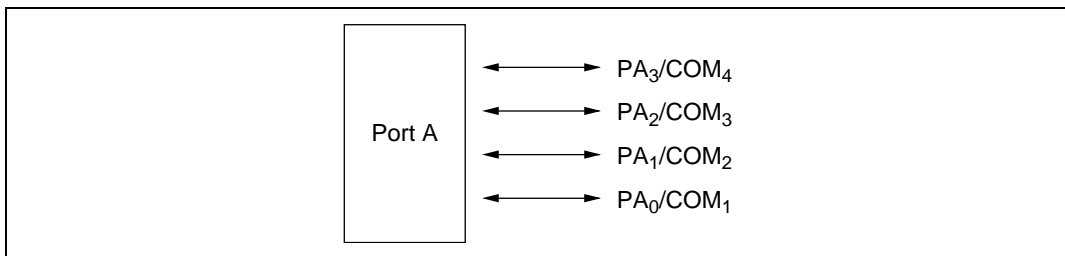 Port A
PA₃/COM₄
PA₂/COM₃
PA₁/COM₂
PA₀/COM₁